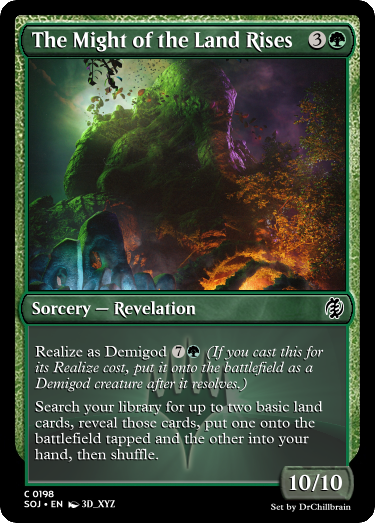 The Might of the Land Rises 3
Sorcery — Revelation
Realize as Demigod 7 (If you cast this for
its Realize cost, put it onto the battlefield as a
Demigod creature after it resolves.)
Search your library for up to two basic land
cards, reveal those cards, put one onto the
battlefield tapped and the other into your
hand, then shuffle.
10/10
C 0198
SOJ • EN 3D_XYZ
Set by DrChillbrain